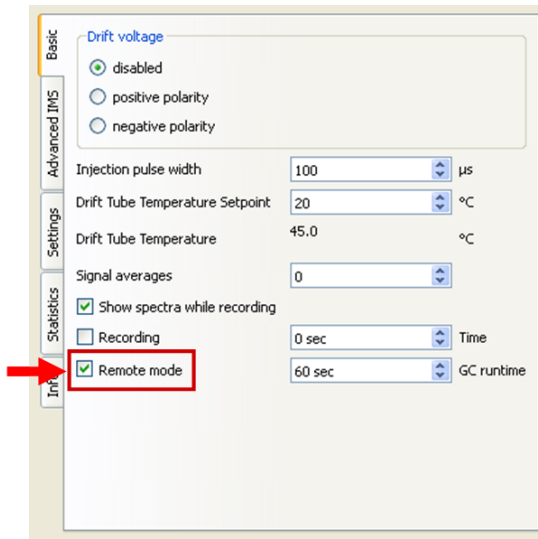 Basic
Advanced IMS
Settings
Statistics
Drift voltage
disabled
positive polarity
negative polarity
Injection pulse width 100 µs
Drift Tube Temperature Setpoint 20 °C
Drift Tube Temperature 45.0 °C
Signal averages 0
Show spectra while recording
Recording 0 sec Time
Remote mode 60 sec GC runtime